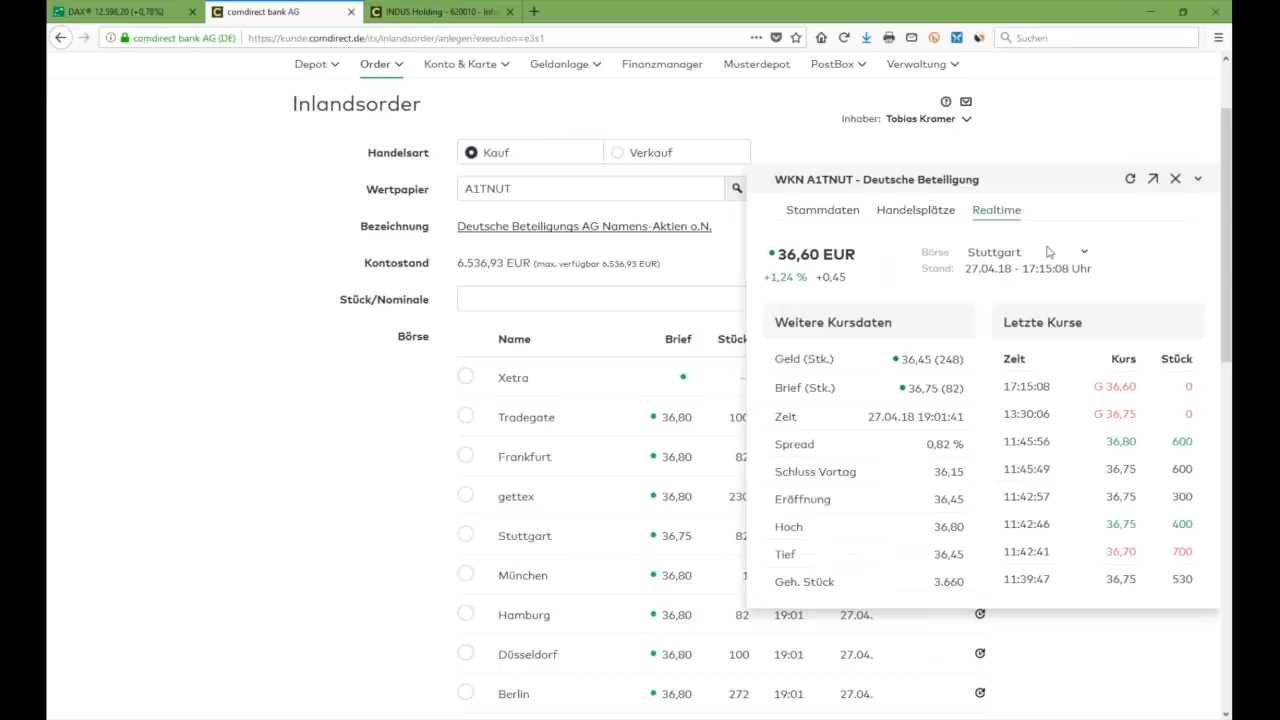 DAX® 12.598,20 (+0,78%)
comdirect bank AG
INDUS Holding - 620010 - Info
comdirect bank AG (DE)
https://kunde.comdirect.de/itx/inlandsorder/anlegen?execution=e3s1
Suchen
Depot Order Konto & Karte Geldanlage Finanzmanager Musterdepot PostBox Verwaltung
Inlandsorder
Inhaber: Tobias Kramer
Handelsart
Kauf
Verkauf
Wertpapier
A1TNUT
Bezeichnung
Deutsche Beteiligungs AG Namens-Aktien o.N.
Kontostand
6.536,93 EUR (max. verfügbar 6.536,93 EUR)
Stück/Nominale
Börse
Name Brief Stück
Xetra --
Tradegate 36,80 100
Frankfurt 36,80 82
gettex 36,80 230
Stuttgart 36,75 82
München 36,80 1
Hamburg 36,80 82 19:01 27.04.
Düsseldorf 36,80 100 19:01 27.04.
Berlin 36,80 272 19:01 27.04.
WKN A1TNUT - Deutsche Beteiligung
Stammdaten Handelsplätze Realtime
36,60 EUR
+1,24 % +0,45
Börse Stuttgart
Stand: 27.04.18 - 17:15:08 Uhr
Weitere Kursdaten
Geld (Stk.) 36,45 (248)
Brief (Stk.) 36,75 (82)
Zeit 27.04.18 19:01:41
Spread 0,82 %
Schluss Vortag 36,15
Eröffnung 36,45
Hoch 36,80
Tief 36,45
Geh. Stück 3.660
Letzte Kurse
Zeit Kurs Stück
17:15:08 G 36,60 0
13:30:06 G 36,75 0
11:45:56 36,80 600
11:45:49 36,75 600
11:42:57 36,75 300
11:42:46 36,75 400
11:42:41 36,70 700
11:39:47 36,75 530